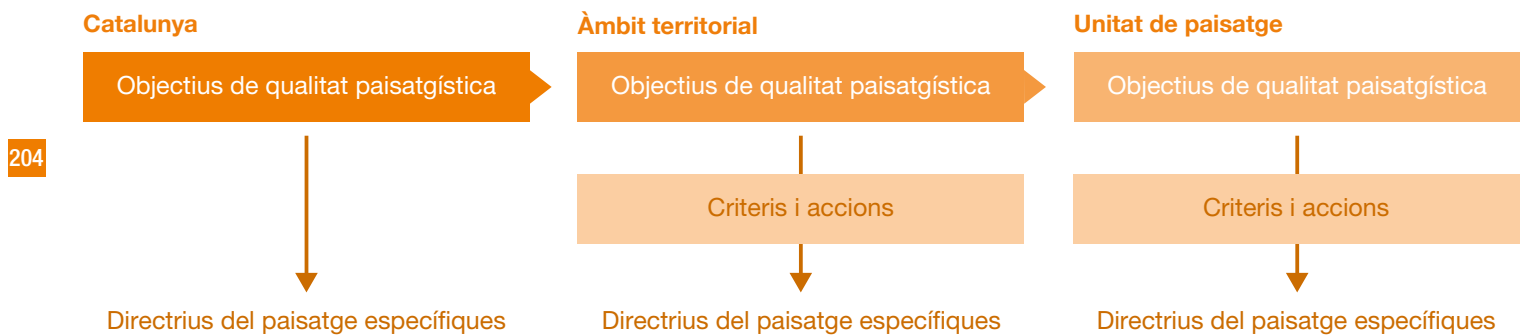 Catalunya
Objectius de qualitat paisatgística
Àmbit territorial
Objectius de qualitat paisatgística
Unitat de paisatge
Objectius de qualitat paisatgística
204
Criteris i accions
Criteris i accions
Directrius del paisatge específiques
Directrius del paisatge específiques
Directrius del paisatge específiques